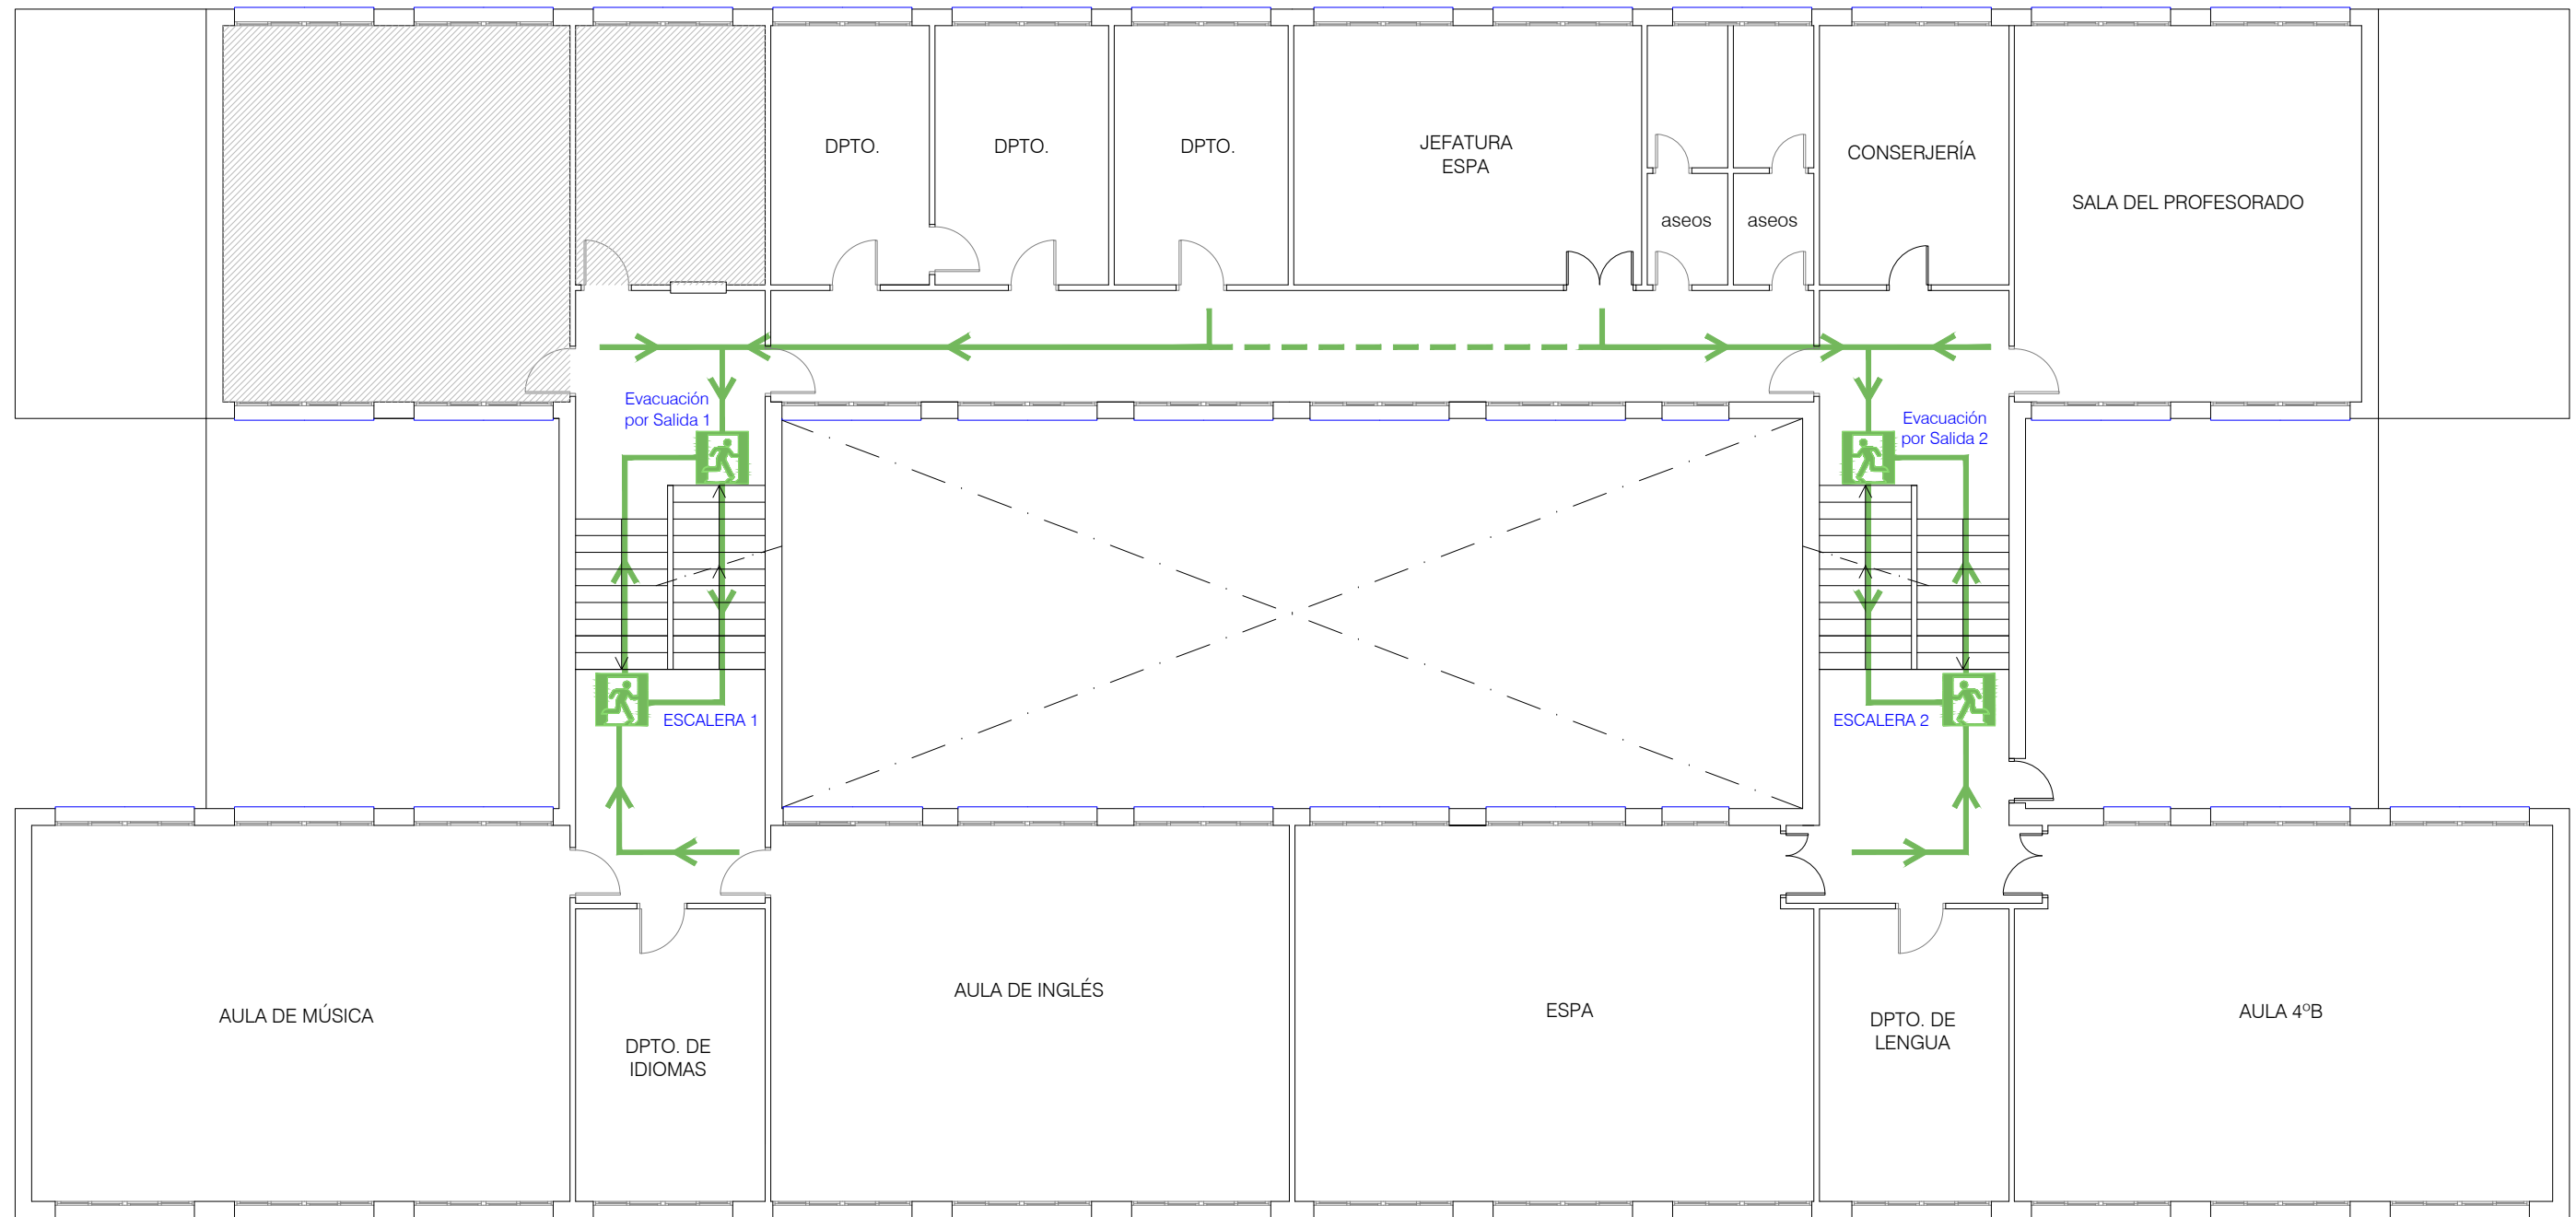 DPTO.
DPTO.
DPTO.
JEFATURA
ESPA
aseos
aseos
CONSERJERÍA
SALA DEL PROFESORADO
Evacuación
por Salida 1
Evacuación
por Salida 2
ESCALERA 1
ESCALERA 2
AULA DE MÚSICA
DPTO. DE
IDIOMAS
AULA DE INGLÉS
ESPA
DPTO. DE
LENGUA
AULA 4ºB